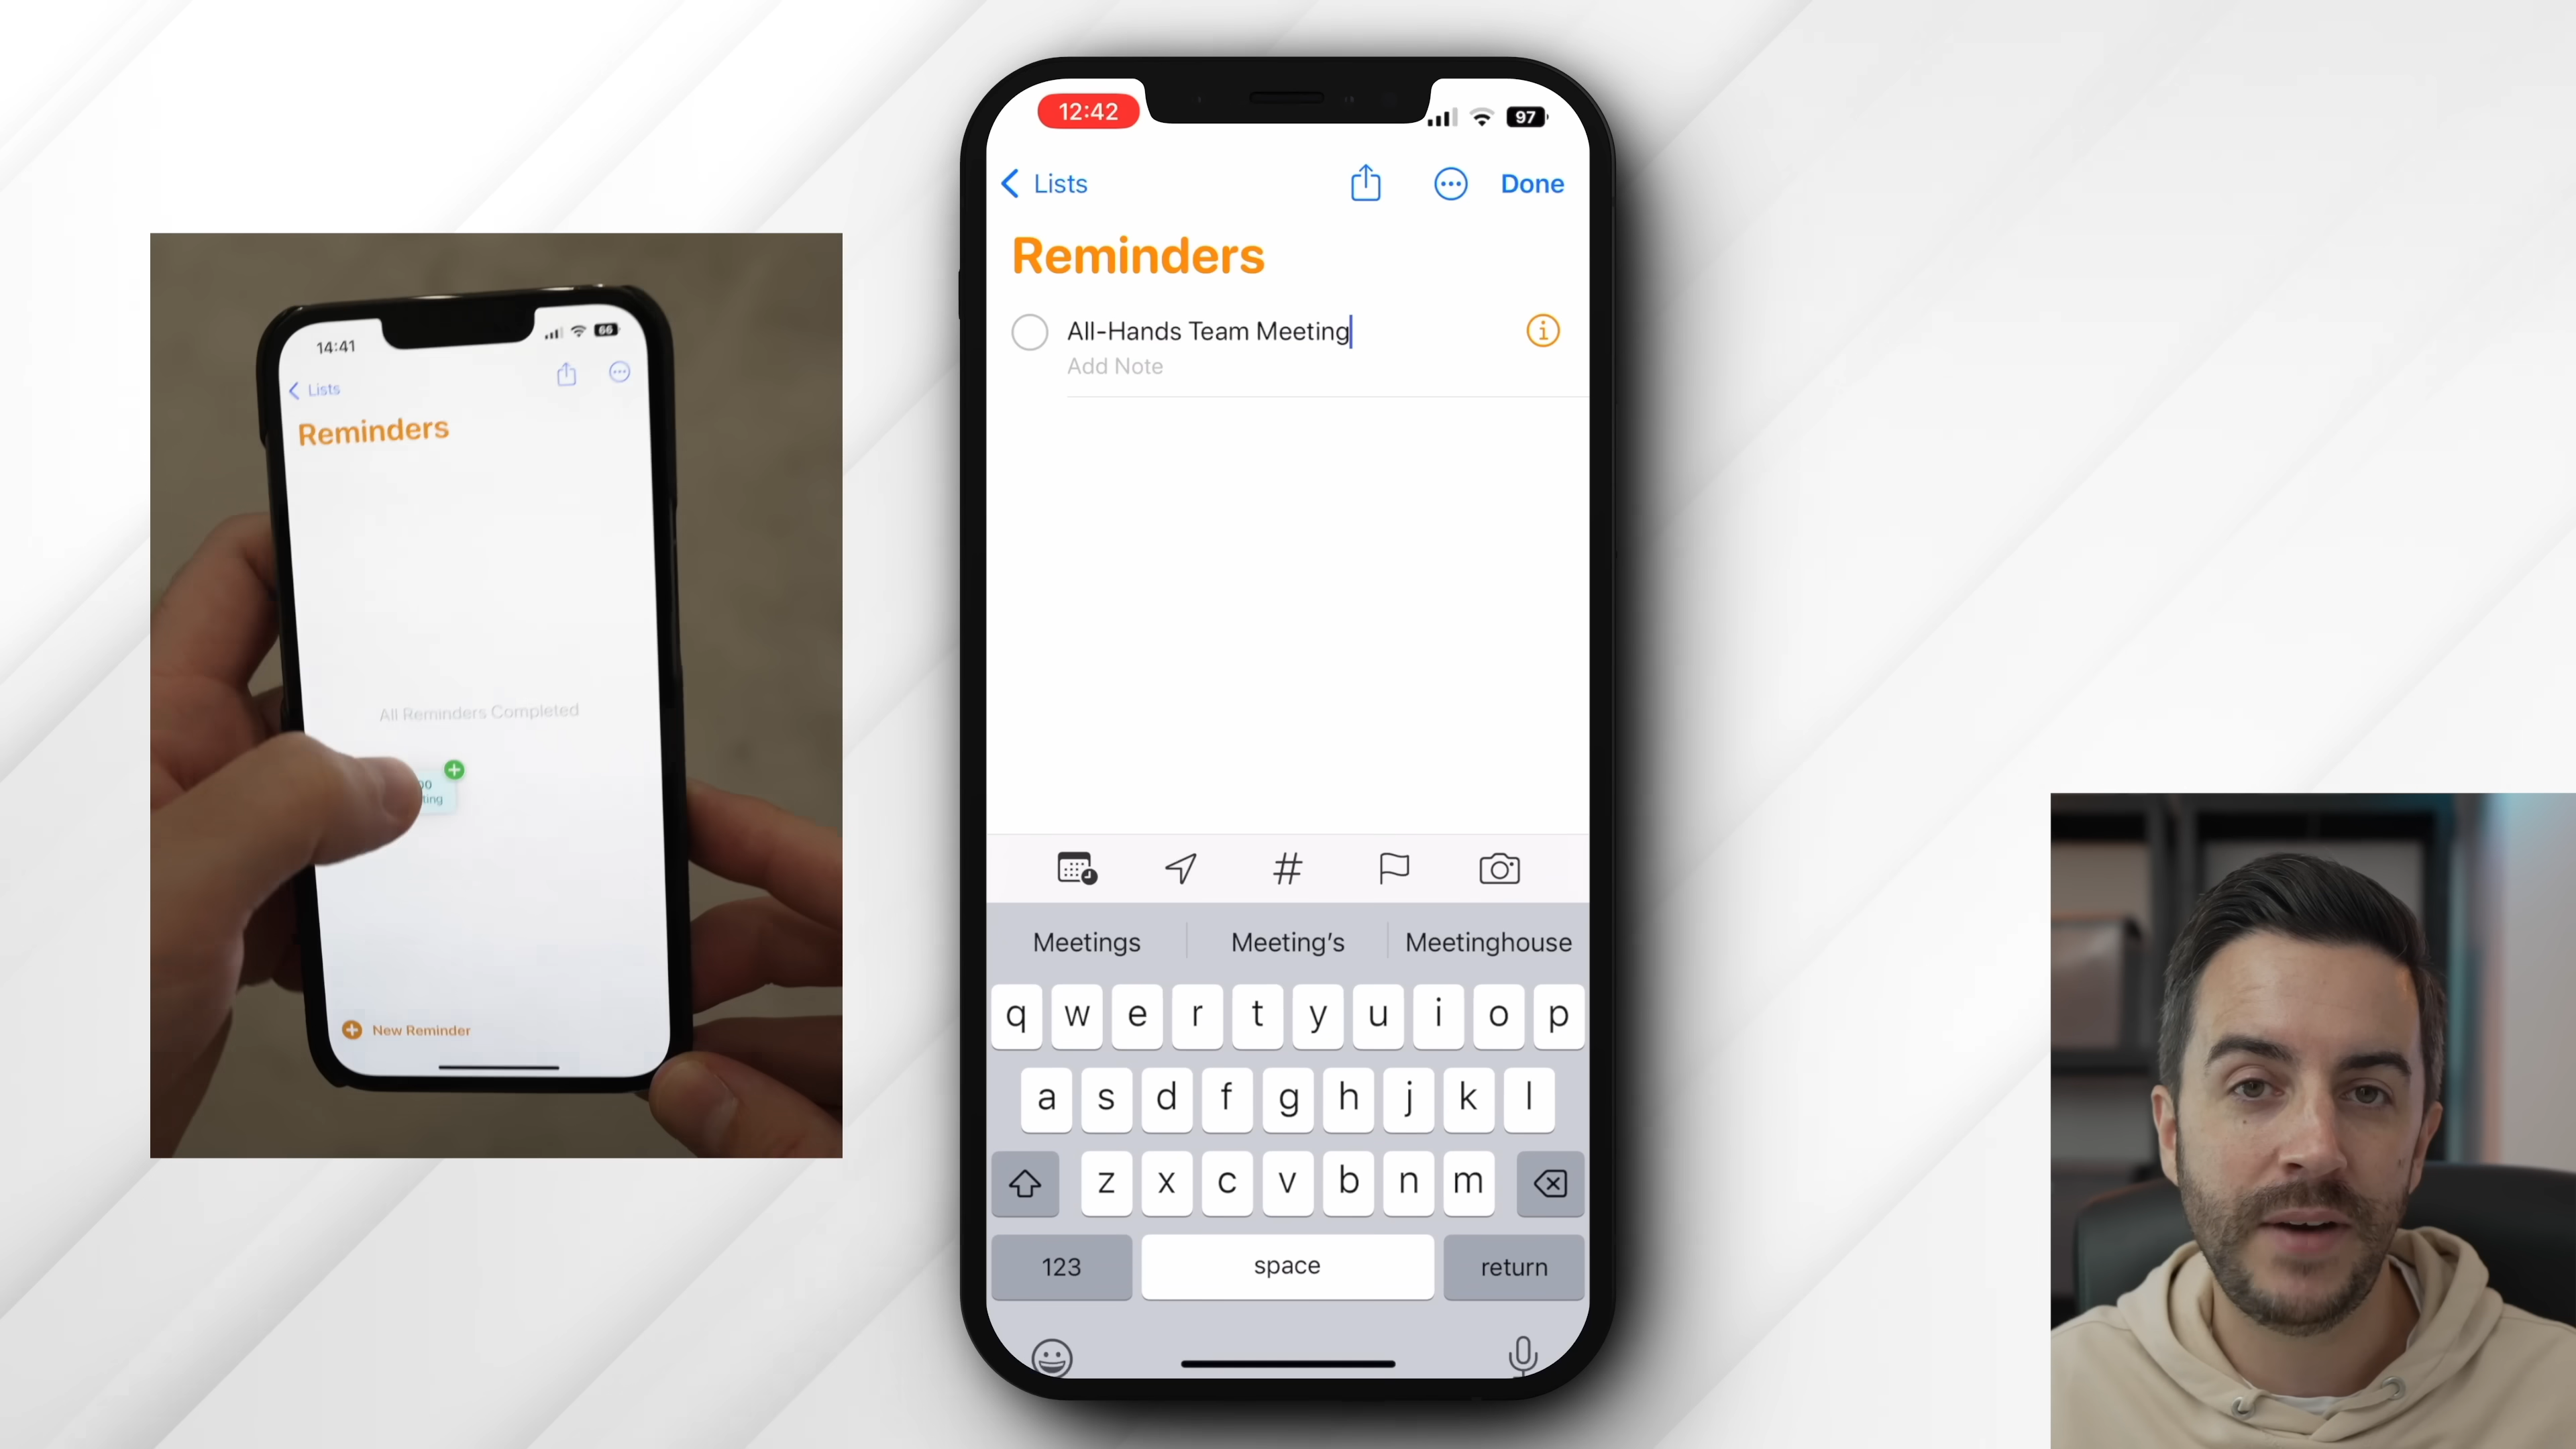 14:41
66
Lists
Reminders
All Reminders Completed
New Reminder
12:42
97
Lists
Done
Reminders
All-Hands Team Meeting
Add Note
Meetings
Meeting's
Meetinghouse
q w e r t y u i o p
a s d f g h j k l
z x c v b n m
123
space
return